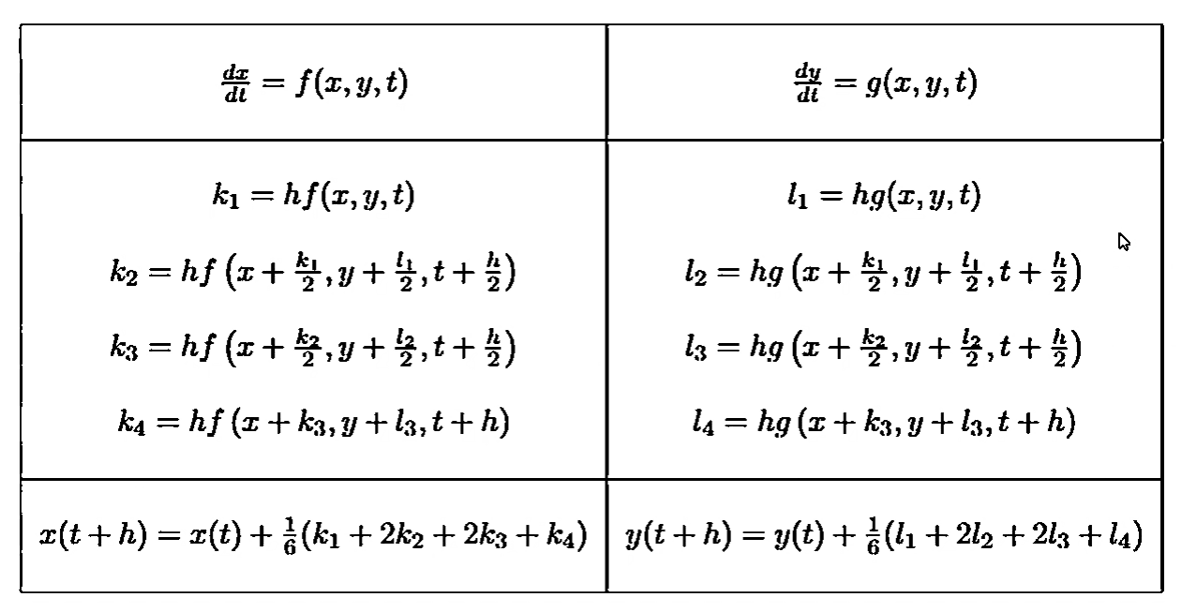 $\frac{dx}{dt} = f(x, y, t)$
$\frac{dy}{dt} = g(x, y, t)$
$k_1 = hf(x, y, t)$
$k_2 = hf\left(x + \frac{k_1}{2}, y + \frac{l_1}{2}, t + \frac{h}{2}\right)$
$k_3 = hf\left(x + \frac{k_2}{2}, y + \frac{l_2}{2}, t + \frac{h}{2}\right)$
$k_4 = hf(x + k_3, y + l_3, t + h)$
$l_1 = hg(x, y, t)$
$l_2 = hg\left(x + \frac{k_1}{2}, y + \frac{l_1}{2}, t + \frac{h}{2}\right)$
$l_3 = hg\left(x + \frac{k_2}{2}, y + \frac{l_2}{2}, t + \frac{h}{2}\right)$
$l_4 = hg(x + k_3, y + l_3, t + h)$
$x(t + h) = x(t) + \frac{1}{6}(k_1 + 2k_2 + 2k_3 + k_4)$
$y(t + h) = y(t) + \frac{1}{6}(l_1 + 2l_2 + 2l_3 + l_4)$